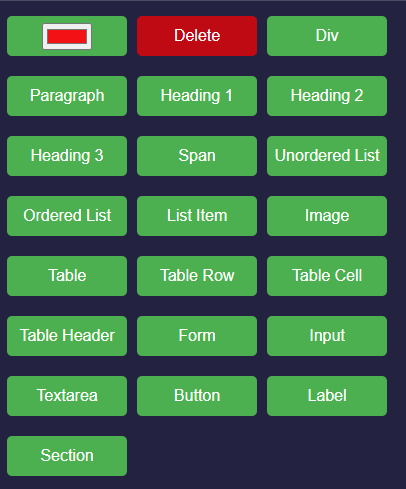 Delete
Div
Paragraph
Heading 1
Heading 2
Heading 3
Span
Unordered List
Ordered List
List Item
Image
Table
Table Row
Table Cell
Table Header
Form
Input
Textarea
Button
Label
Section